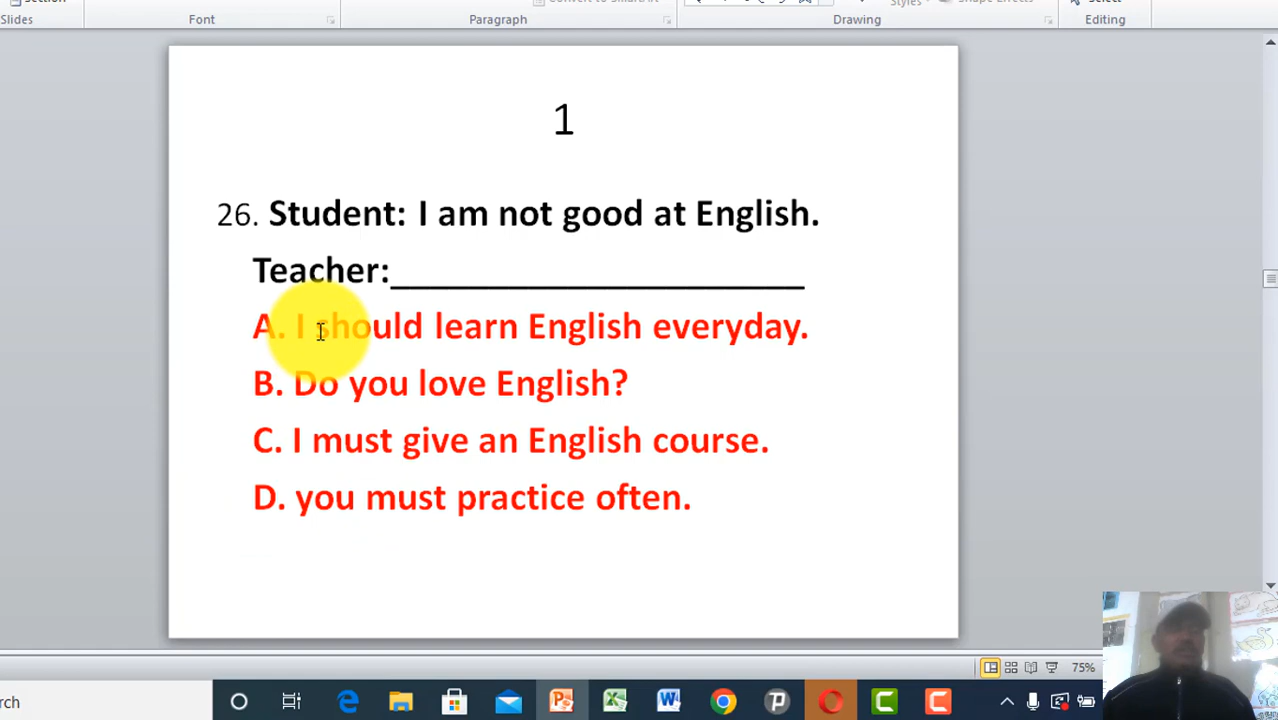 Slides
Font
Paragraph
Drawing
Editing
1
26. Student: I am not good at English.
Teacher:______________________
A. I should learn English everyday.
B. Do you love English?
C. I must give an English course.
D. you must practice often.
75%
rch